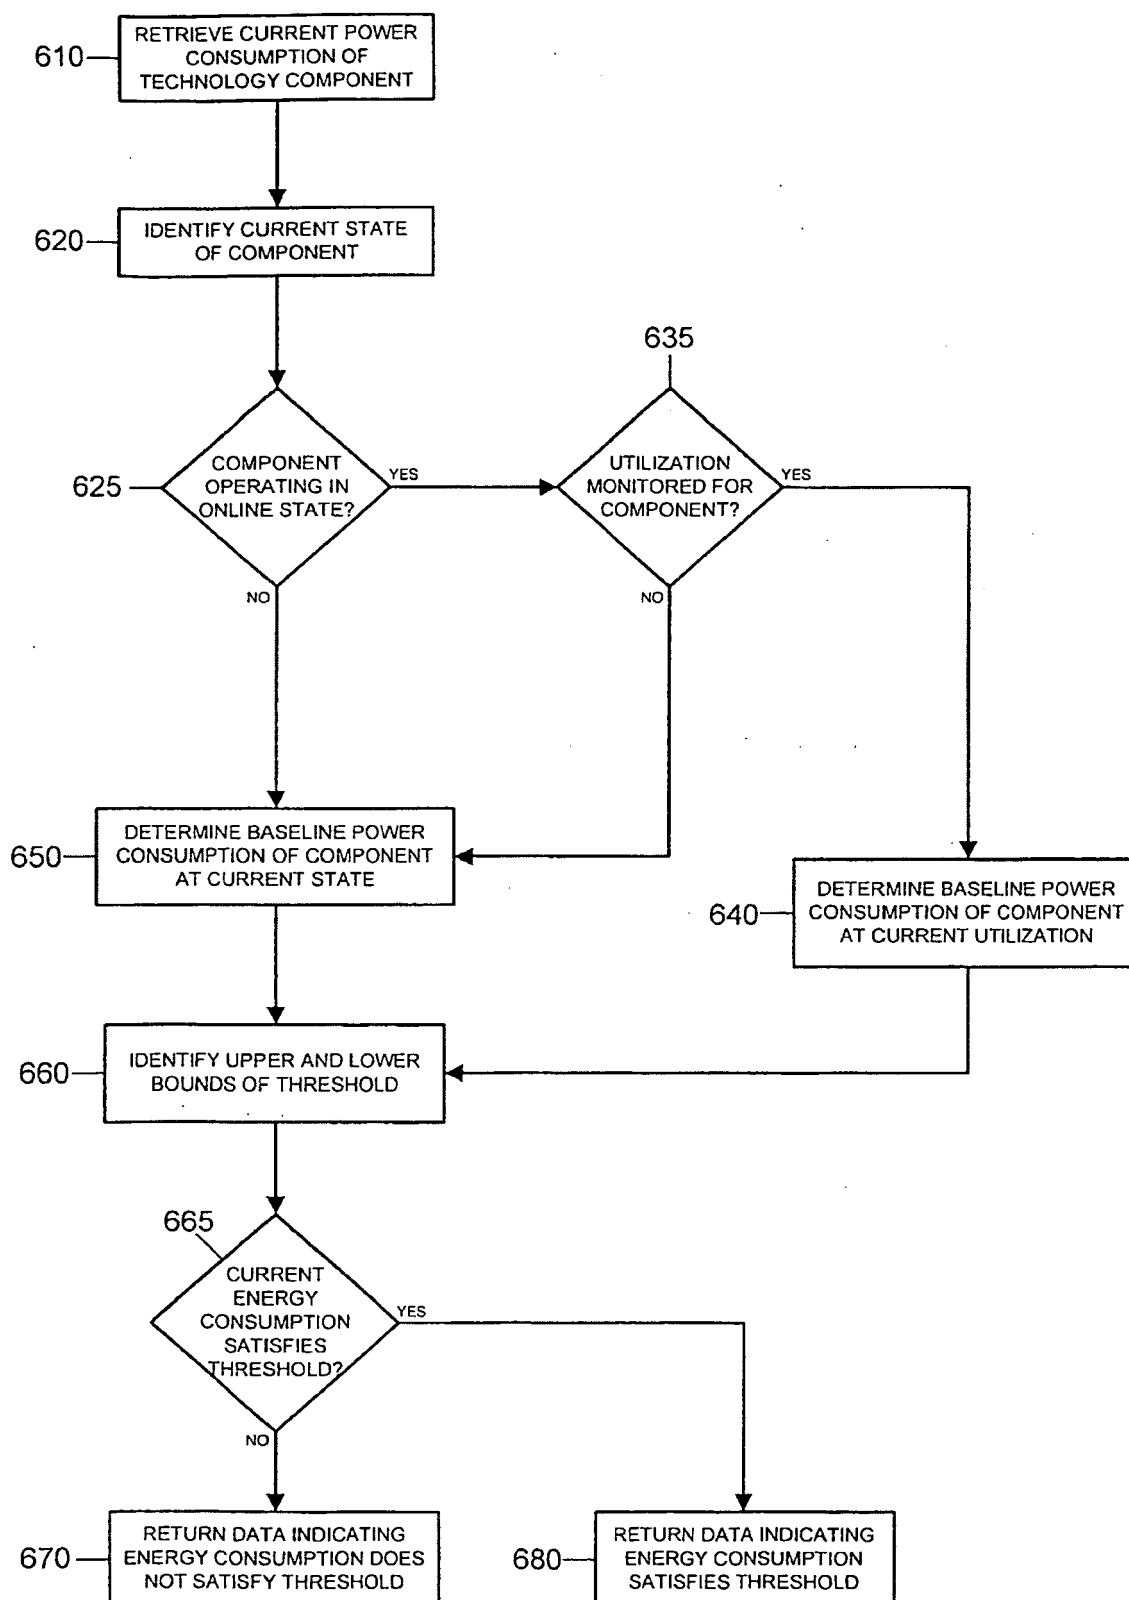 610
RETRIEVE CURRENT POWER
CONSUMPTION OF
TECHNOLOGY COMPONENT
620
IDENTIFY CURRENT STATE
OF COMPONENT
625
COMPONENT
OPERATING IN
ONLINE STATE?
YES
NO
635
UTILIZATION
MONITORED FOR
COMPONENT?
YES
NO
650
DETERMINE BASELINE POWER
CONSUMPTION OF COMPONENT
AT CURRENT STATE
640
DETERMINE BASELINE POWER
CONSUMPTION OF COMPONENT
AT CURRENT UTILIZATION
660
IDENTIFY UPPER AND LOWER
BOUNDS OF THRESHOLD
665
CURRENT
ENERGY
CONSUMPTION
SATISFIES
THRESHOLD?
YES
NO
670
RETURN DATA INDICATING
ENERGY CONSUMPTION DOES
NOT SATISFY THRESHOLD
680
RETURN DATA INDICATING
ENERGY CONSUMPTION
SATISFIES THRESHOLD